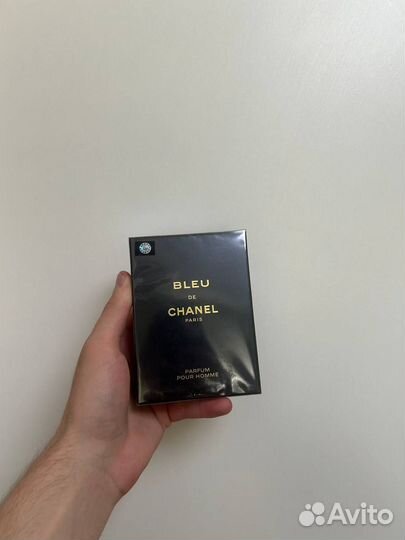 BLEU
DE
CHANEL
PARIS
PARFUM
POUR HOMME
Avito